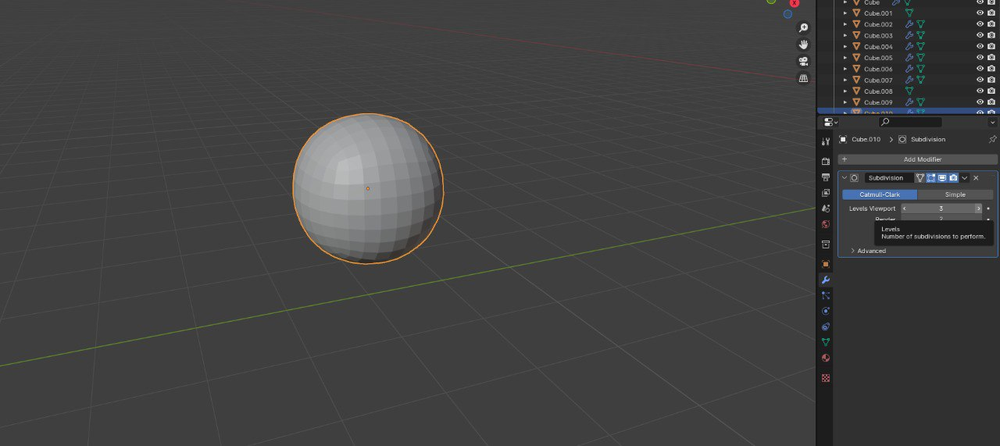 X
Cube
Cube.001
Cube.002
Cube.003
Cube.004
Cube.005
Cube.006
Cube.007
Cube.008
Cube.009
Cube.010
Cube.010 > Subdivision
+ Add Modifier
Subdivision
Catmull-Clark Simple
Levels Viewport 3
Render 2
Levels
Number of subdivisions to perform.
Advanced